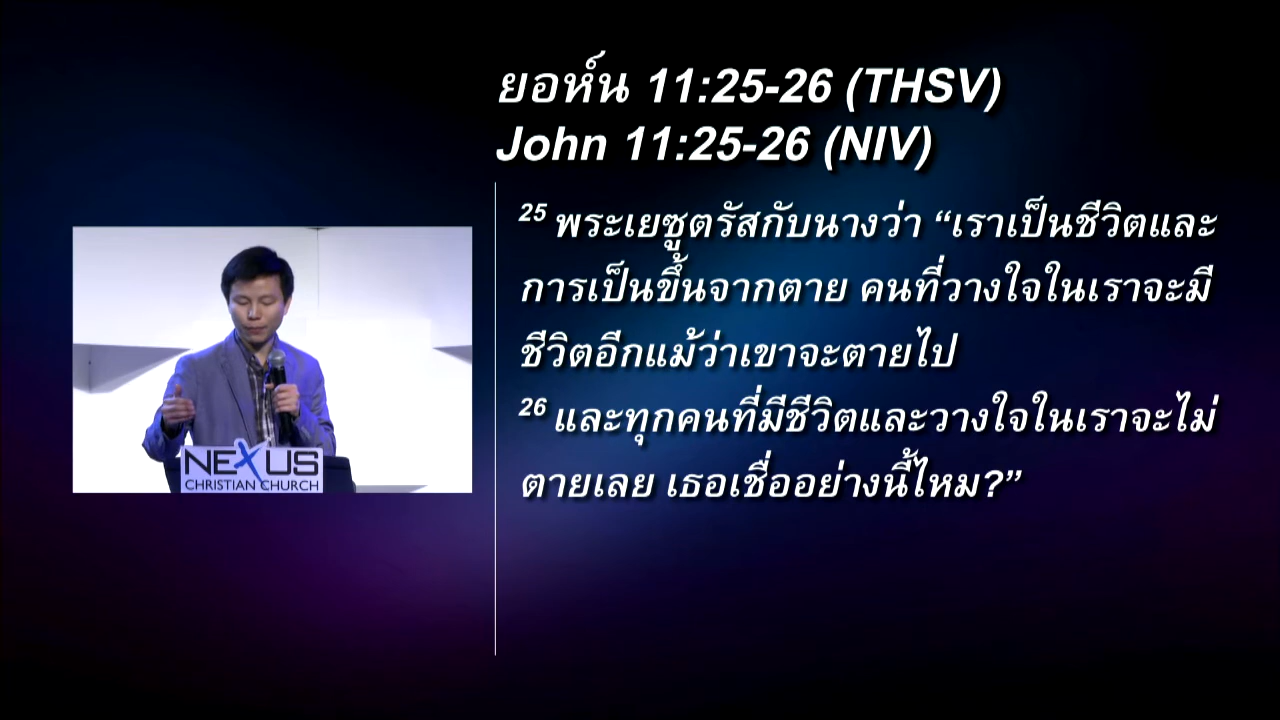 ยอห์น 11:25-26 (THSV)
John 11:25-26 (NIV)
25 พระเยซูตรัสกับนางว่า “เราเป็นชีวิตและ
การเป็นขึ้นจากตาย คนที่วางใจในเราจะมี
ชีวิตอีกแม้ว่าเขาจะตายไป
26 และทุกคนที่มีชีวิตและวางใจในเราจะไม่
ตายเลย เธอเชื่ออย่างนี้ไหม?”
NEXUS
CHRISTIAN CHURCH